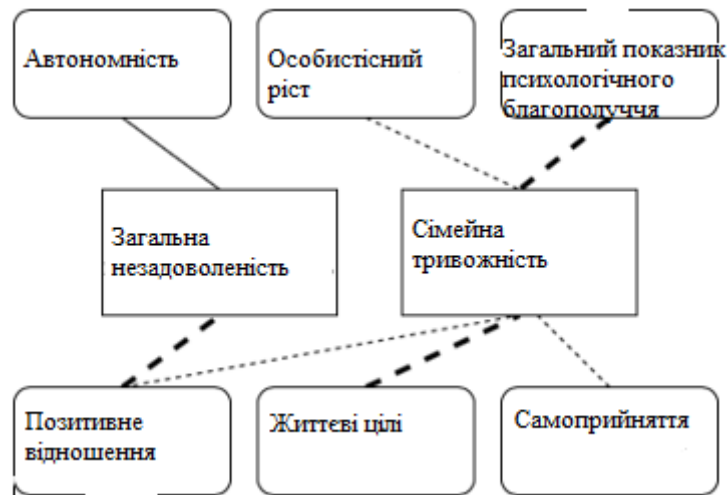 Автономність
Особистісний
ріст
Загальний показник
психологічного
благополуччя
Загальна
незадоволеність
Сімейна
тривожність
Позитивне
відношення
Життєві цілі
Самоприйняття